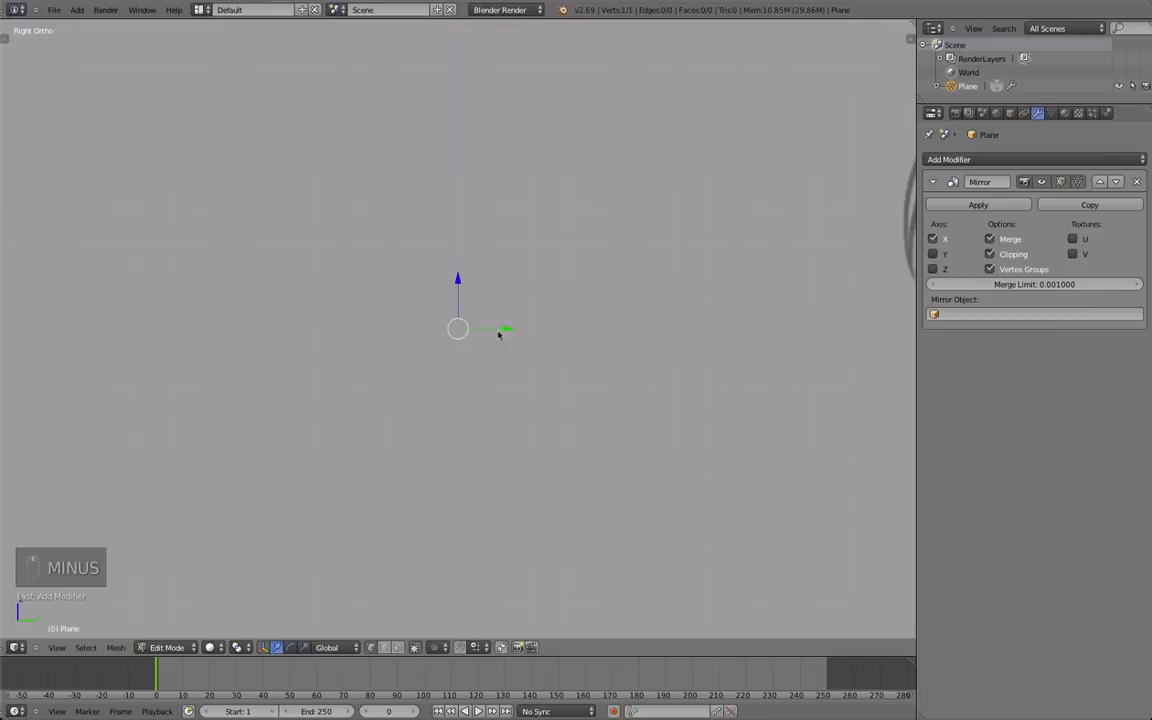 File Add Render Window Help Default Scene Blender Render v2.69 | Verts:1/1 | Edges:0/0 | Faces:0/0 | Tris:0 | Mem:10.85M (29.86M) | Plane
Right Ortho
View Search All Scenes
Scene
RenderLayers
World
Plane
Plane
Add Modifier
Mirror
Apply Copy
Axis: Options: Textures:
X Merge U
Y Clipping V
Z Vertex Groups
Merge Limit: 0.001000
Mirror Object:
MINUS
Last: Add Modifier
(0) Plane
View Select Mesh Edit Mode Global
-50 -40 -30 -20 -10 0 10 20 30 40 50 60 70 80 90 100 110 120 130 140 150 160 170 180 190 200 210 220 230 240 250 260 270 280
View Marker Frame Playback Start: 1 End: 250 0 No Sync